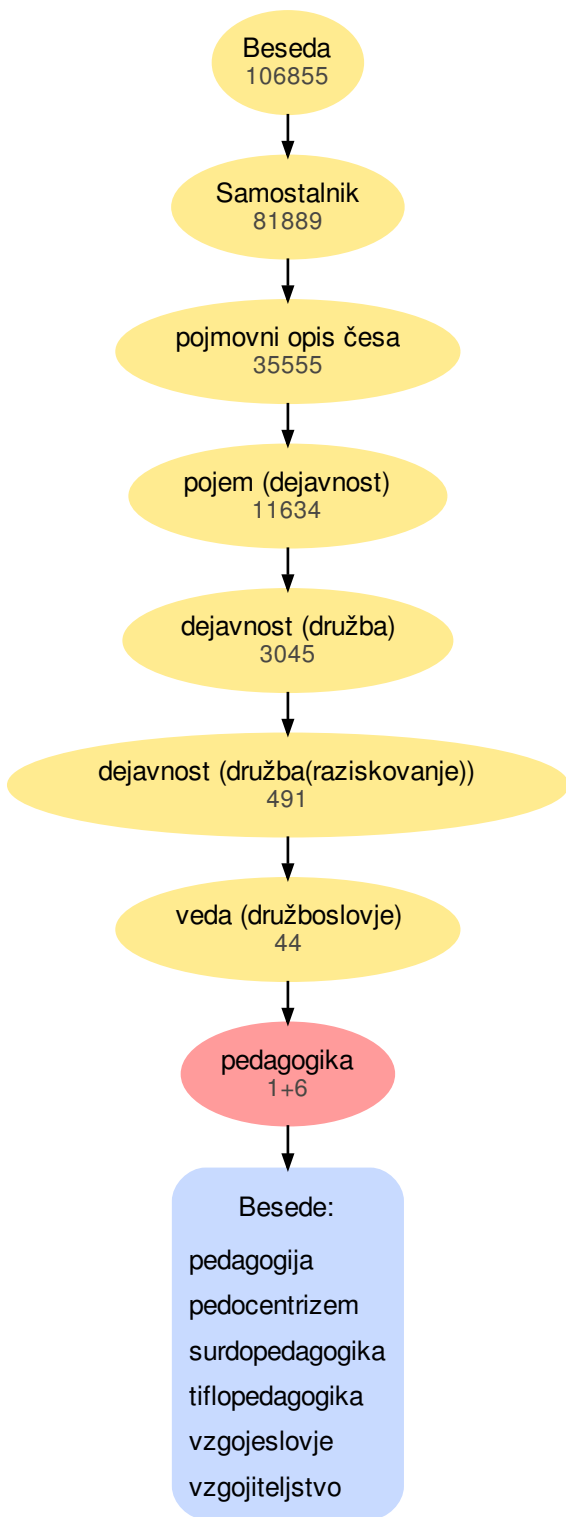 Beseda
106855
Samostalnik
81889
pojmovni opis česa
35555
pojem (dejavnost)
11634
dejavnost (družba)
3045
dejavnost (družba(raziskovanje))
491
veda (družboslovje)
44
pedagogika
1+6
Besede:
pedagogija
pedocentrizem
surdopedagogika
tiflopedagogika
vzgojeslovje
vzgojiteljstvo